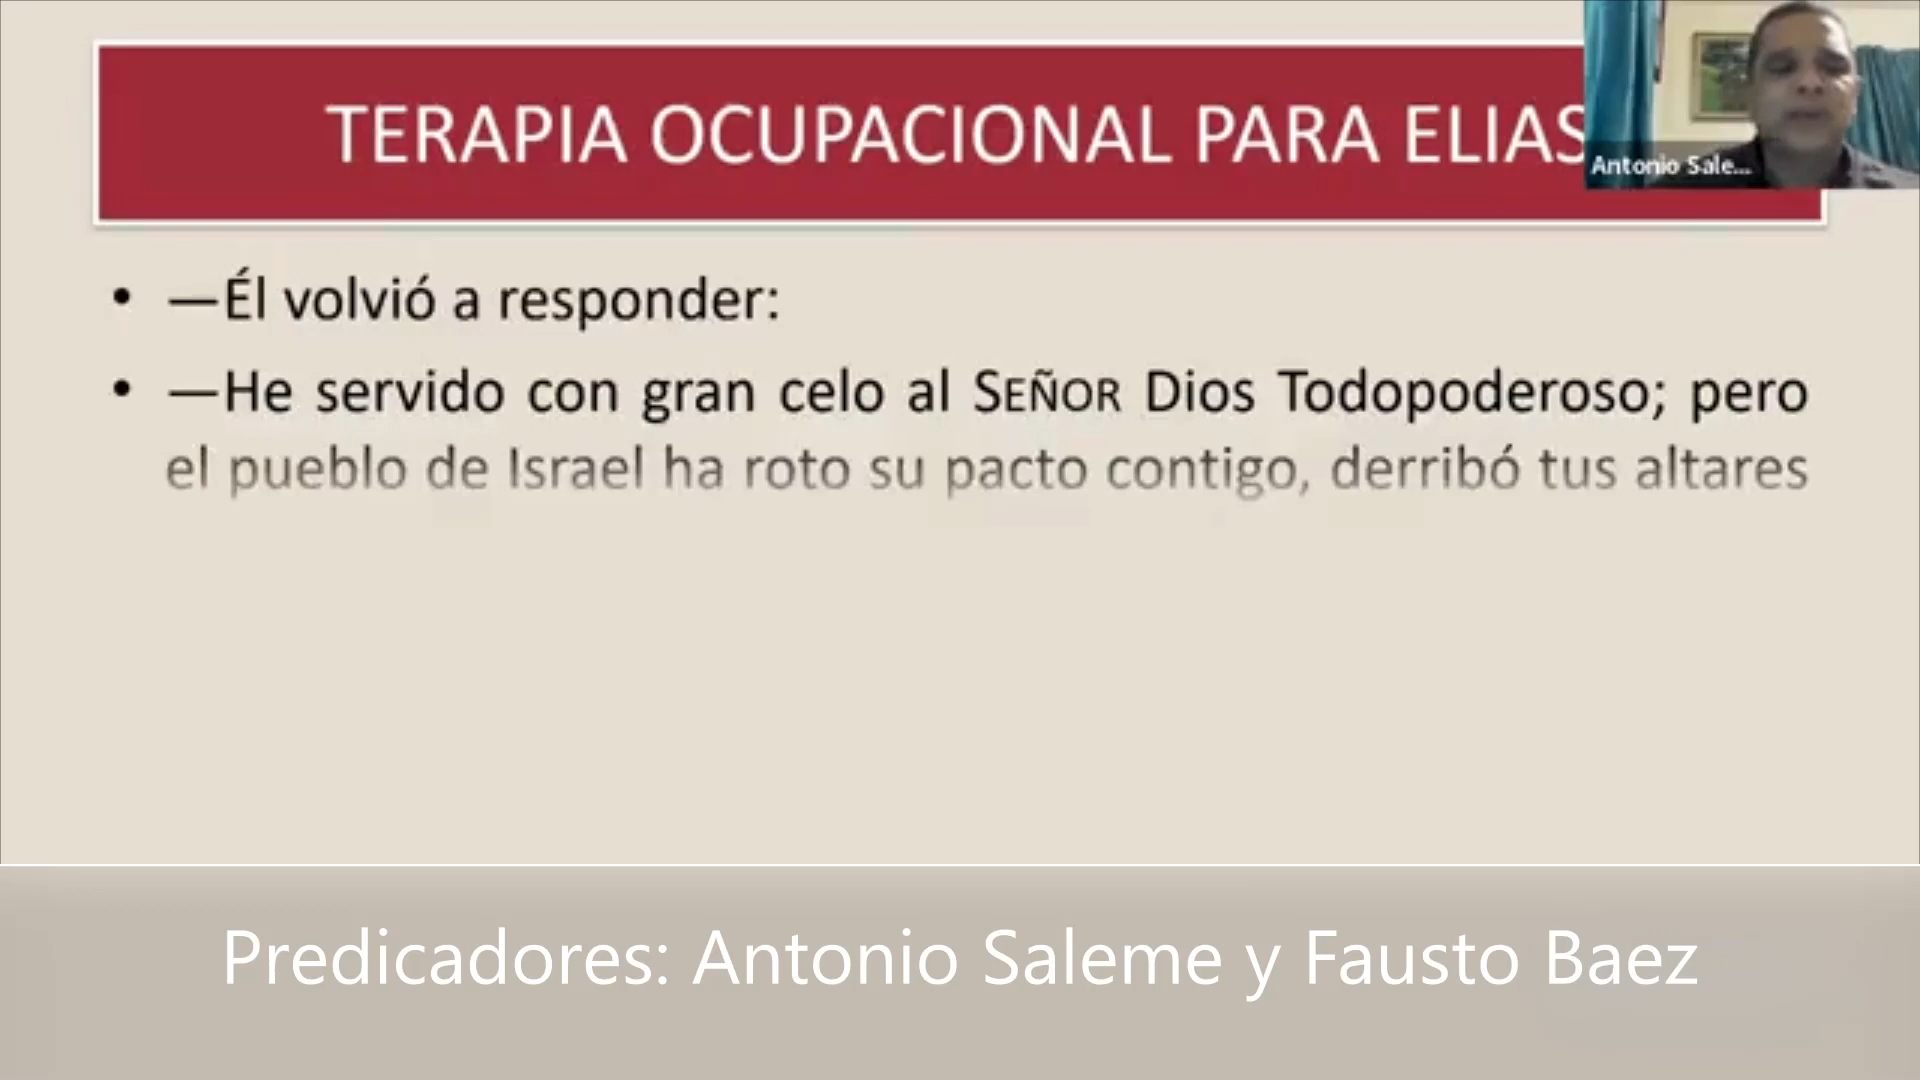 TERAPIA OCUPACIONAL PARA ELIAS
Antonio Sale...
• —Él volvió a responder:
• —He servido con gran celo al SEÑOR Dios Todopoderoso; pero
el pueblo de Israel ha roto su pacto contigo, derribó tus altares
Predicadores: Antonio Saleme y Fausto Baez